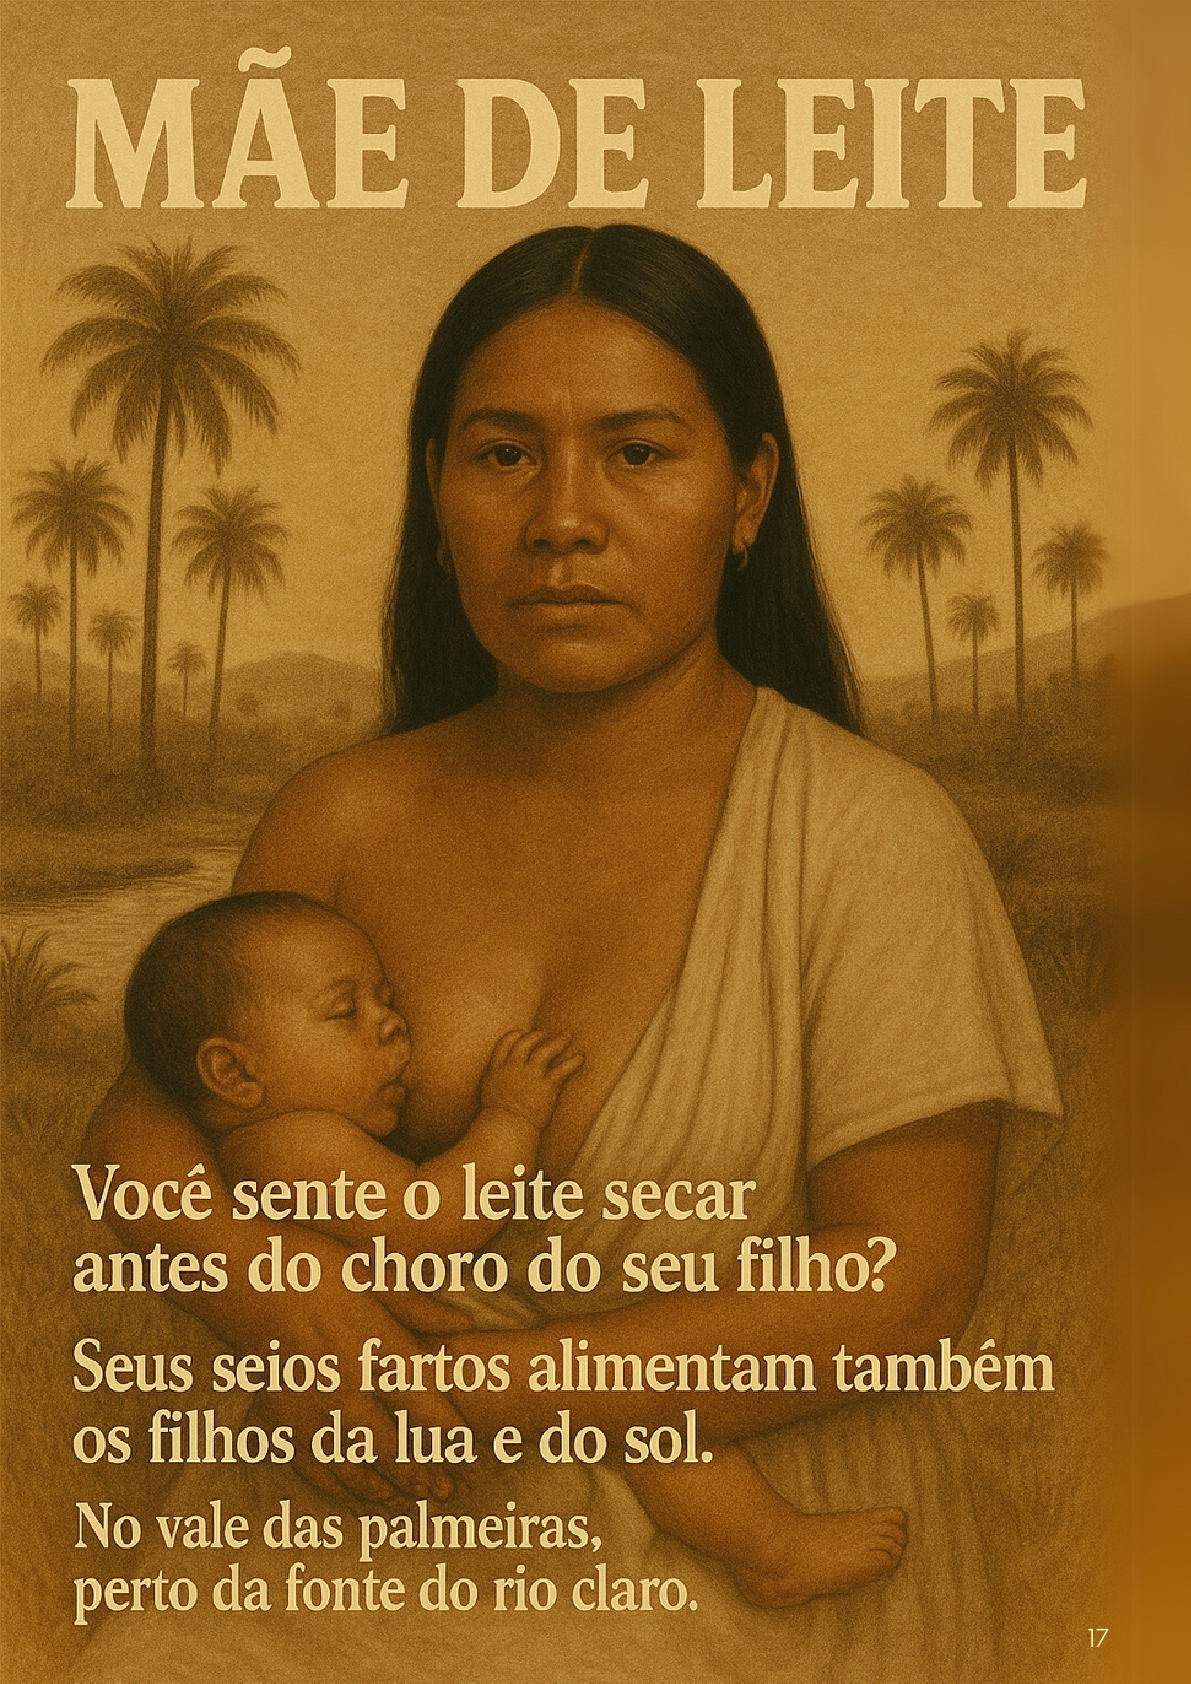 MÃE DE LEITE
Você sente o leite secar
antes do choro do seu filho?
Seus seios fartos alimentam também
os filhos da lua e do sol.
No vale das palmeiras,
perto da fonte do rio claro.
17